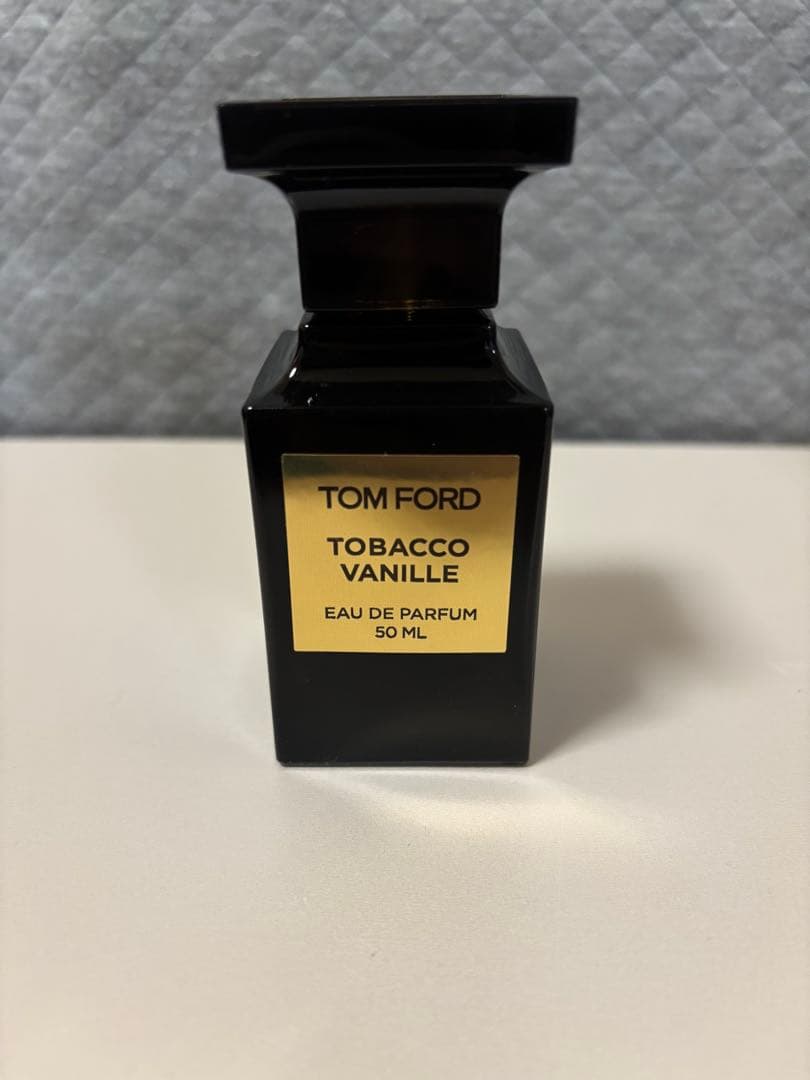 TOM FORD
TOBACCO
VANILLE
EAU DE PARFUM
50 ML